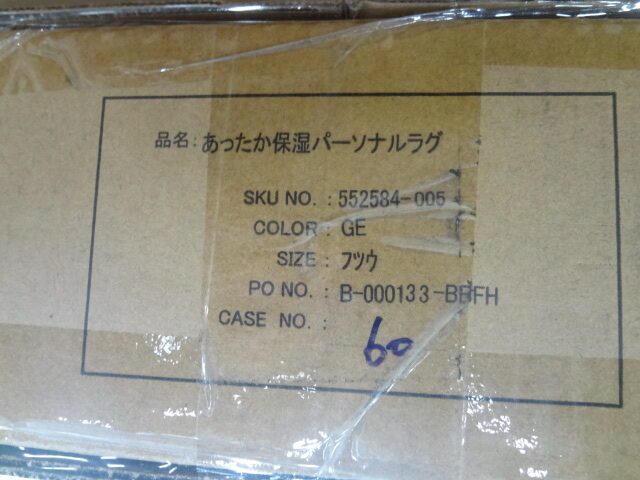 品名: あったか保湿パーソナルラグ
SKU NO. : 552584-005
COLOR : GE
SIZE : フツウ
PO NO. : B-000133-BBFH
CASE NO. : 60